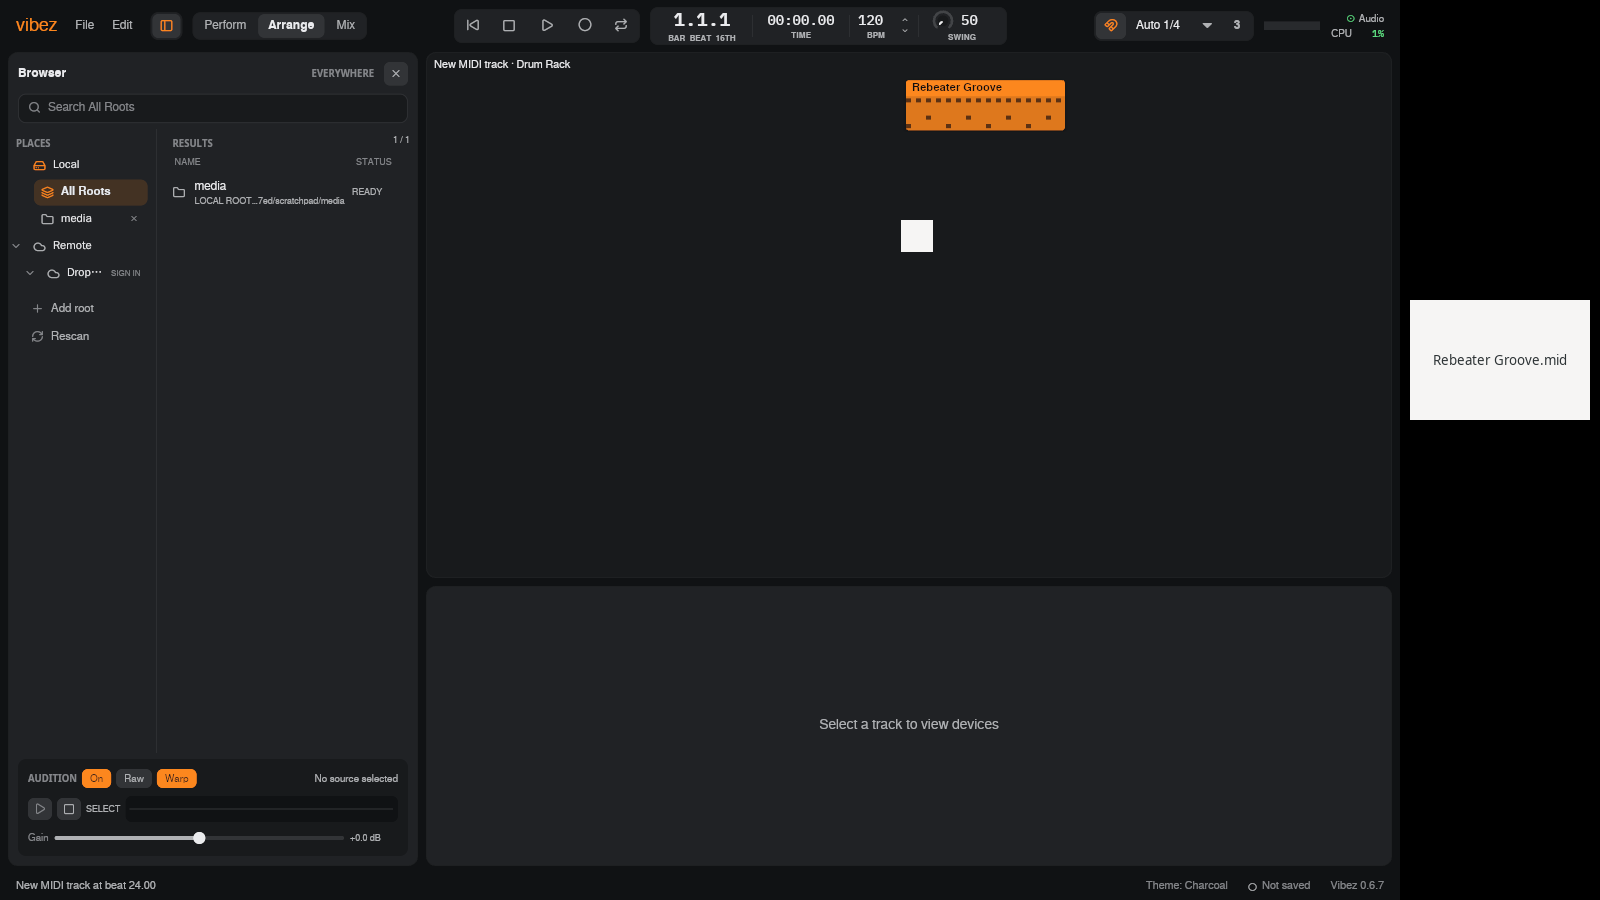 vibez File Edit Perform Arrange Mix
1.1.1 00:00.00 120 50
BAR BEAT 16TH TIME BPM SWING
Auto 1/4 3
Audio
CPU 1%
Browser EVERYWHERE
Search All Roots
PLACES
Local
All Roots
media
Remote
Drop··· SIGN IN
Add root
Rescan
RESULTS 1 / 1
NAME STATUS
media READY
LOCAL ROOT...7ed/scratchpad/media
AUDITION On Raw Warp No source selected
SELECT
Gain +0.0 dB
New MIDI track · Drum Rack
Rebeater Groove
Select a track to view devices
Rebeater Groove.mid
New MIDI track at beat 24.00
Theme: Charcoal Not saved Vibez 0.6.7